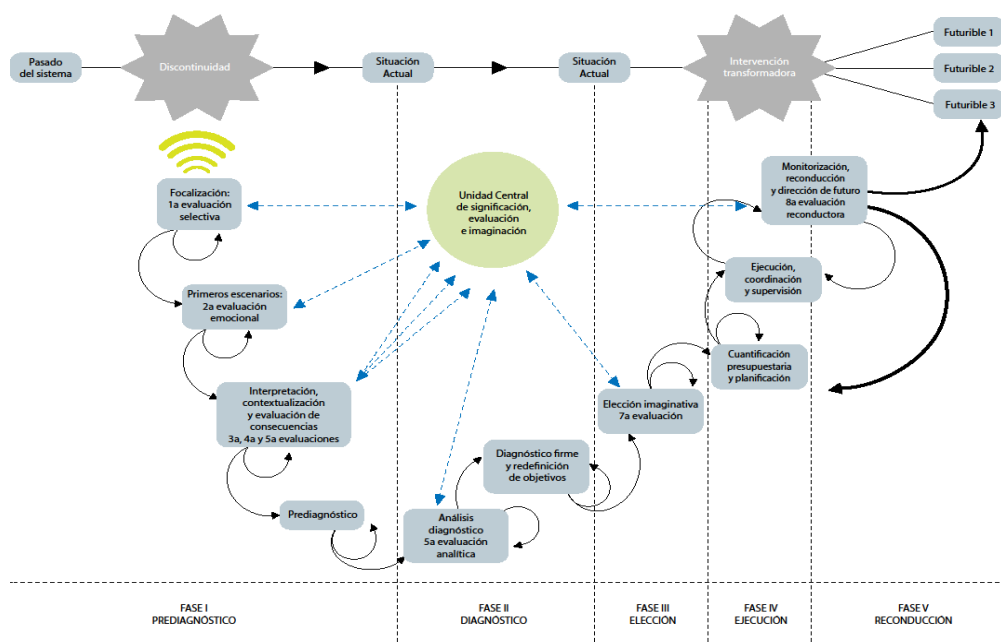 Pasado
del sistema
Discontinuidad
Situación
Actual
Situación
Actual
Intervención
transformadora
Futurible 1
Futurible 2
Futurible 3
Focalización:
1a evaluación
selectiva
Unidad Central
de significación,
evaluación
e imaginación
Monitorización,
reconducción
y dirección de futuro
8a evaluación
reconductora
Primeros escenarios:
2a evaluación
emocional
Ejecución,
coordinación
y supervisión
Cuantificación
presupuestaria
y planificación
Interpretación,
contextualización
y evaluación de
consecuencias
3a, 4a y 5a evaluaciones
Elección imaginativa
7a evaluación
Diagnóstico firme
y redefinición
de objetivos
Prediagnóstico
Análisis
diagnóstico
5a evaluación
analítica
FASE I
PREDIAGNÓSTICO
FASE II
DIAGNÓSTICO
FASE III
ELECCIÓN
FASE IV
EJECUCIÓN
FASE V
RECONDUCCIÓN